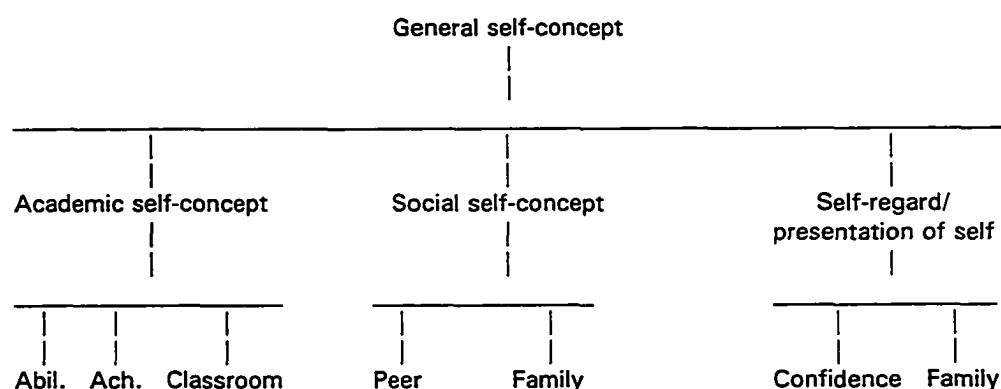 General self-concept
Academic self-concept
Social self-concept
Self-regard/
presentation of self
Abil. Ach. Classroom
Peer Family
Confidence Family